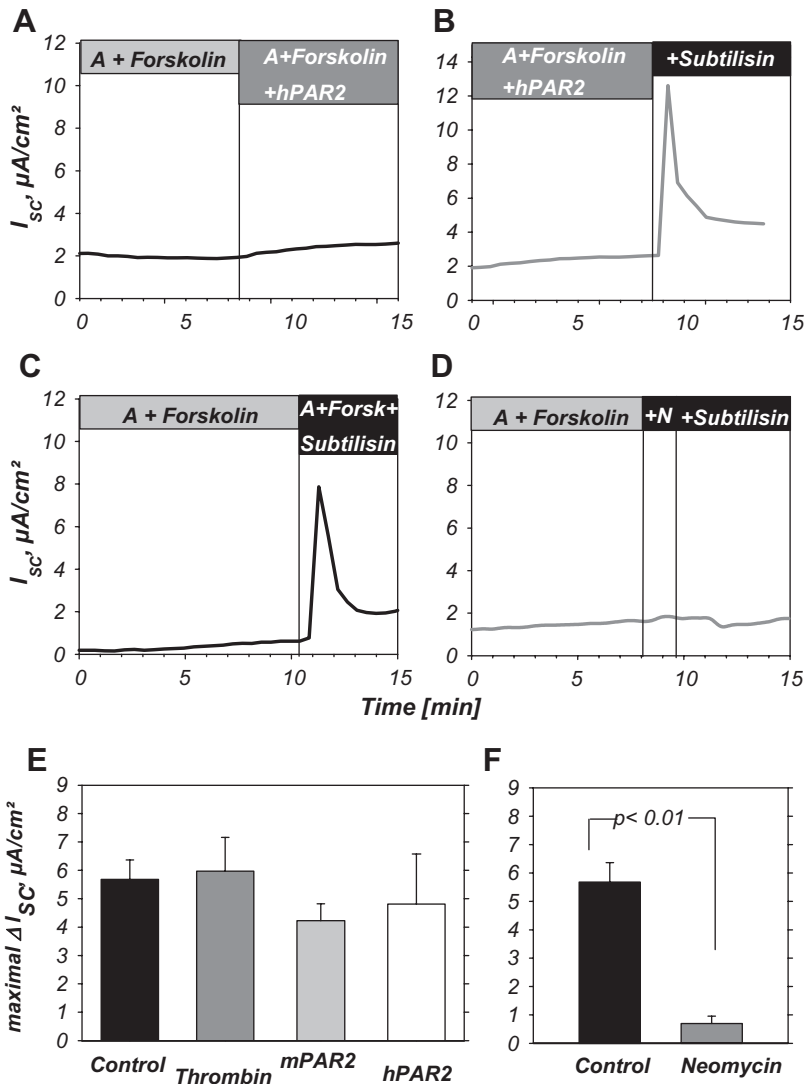 A
12
10
8
6
4
2
0
I_SC, µA/cm²
A + Forskolin
A+Forskolin
+hPAR2
0 5 10 15
B
14
12
10
8
6
4
2
0
A+Forskolin
+hPAR2
+Subtilisin
0 5 10 15
C
12
10
8
6
4
2
0
I_SC, µA/cm²
A + Forskolin
A+Forsk+
Subtilisin
0 5 10 15
D
12
10
8
6
4
2
0
A + Forskolin
+N
+Subtilisin
0 5 10 15
Time [min]
E
maximal Δ I_SC, µA/cm²
9
8
7
6
5
4
3
2
1
0
Control
Thrombin
mPAR2
hPAR2
F
9
8
7
6
5
4
3
2
1
0
p< 0.01
Control
Neomycin